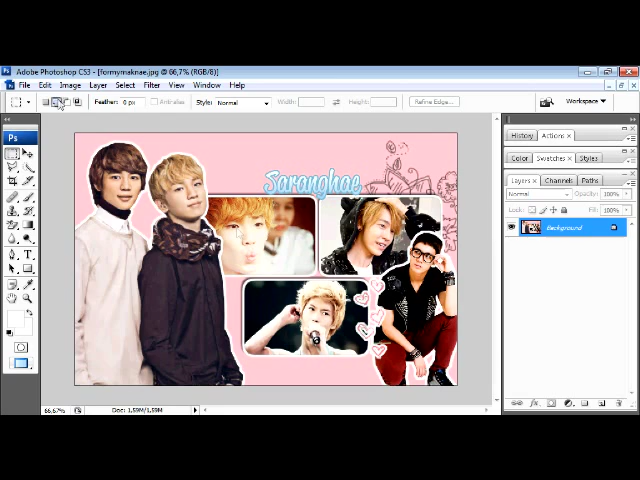 Adobe Photoshop CS3 - [formymaknae.jpg @ 66,7% (RGB/8)]
File Edit Image Layer Select Filter View Window Help
Feather: 0 px Antialias Style: Normal Width: Height: Refine Edge... Workspace
Ps
History Actions
Color Swatches Styles
Layers Channels Paths
Normal Opacity: 100%
Lock: Fill: 100%
Background
Saranghae
66,67% Doc: 1,59M/1,59M